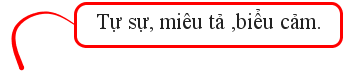 Tự sự, miêu tả ,biểu cảm.